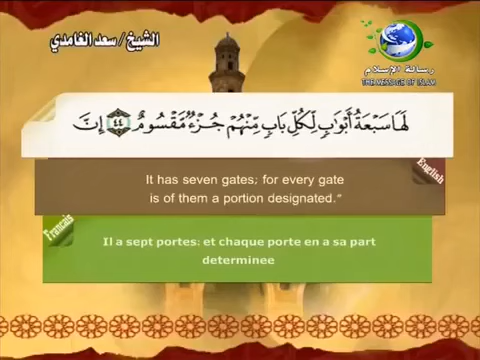 الشيخ / سعد الغامدي
رسالة الإسلام
THE MESSAGE OF ISLAM
لَهَا سَبْعَةُ أَبْوَابٍ لِّكُلِّ بَابٍ مِّنْهُمْ جُزْءٌ مَّقْسُومٌ ٤٤ إِنَّ
English
It has seven gates; for every gate
is of them a portion designated."
Francais
Il a sept portes; et chaque porte en a sa part
determinee